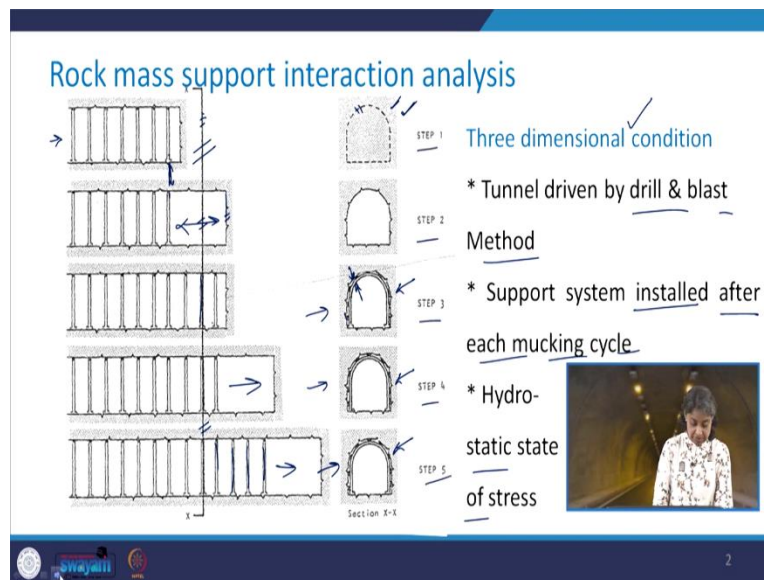 Rock mass support interaction analysis
X
STEP 1
STEP 2
STEP 3
STEP 4
STEP 5
X
Section X-X
Three dimensional condition
* Tunnel driven by drill & blast
Method
* Support system installed after
each mucking cycle
* Hydro-
static state
of stress
swayam
2